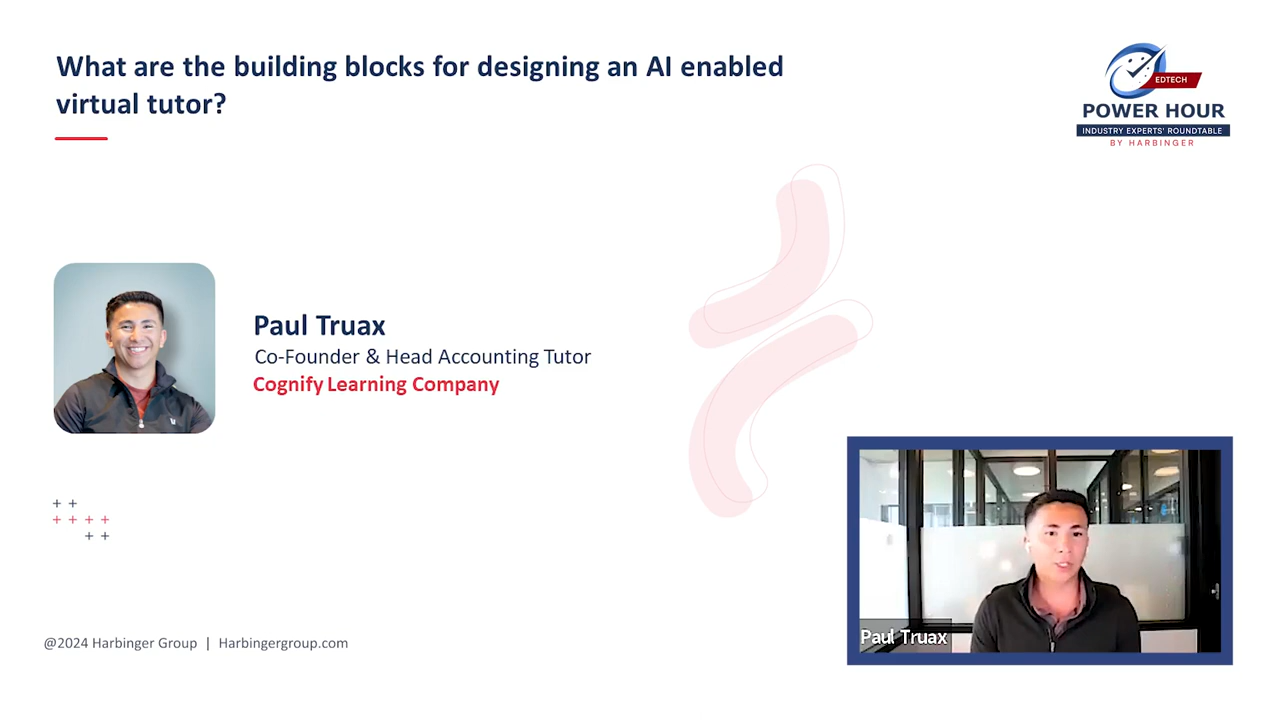 What are the building blocks for designing an AI enabled
virtual tutor?
EDTECH
POWER HOUR
INDUSTRY EXPERTS' ROUNDTABLE
BY HARBINGER
Paul Truax
Co-Founder & Head Accounting Tutor
Cognify Learning Company
Paul Truax
@2024 Harbinger Group | Harbingergroup.com